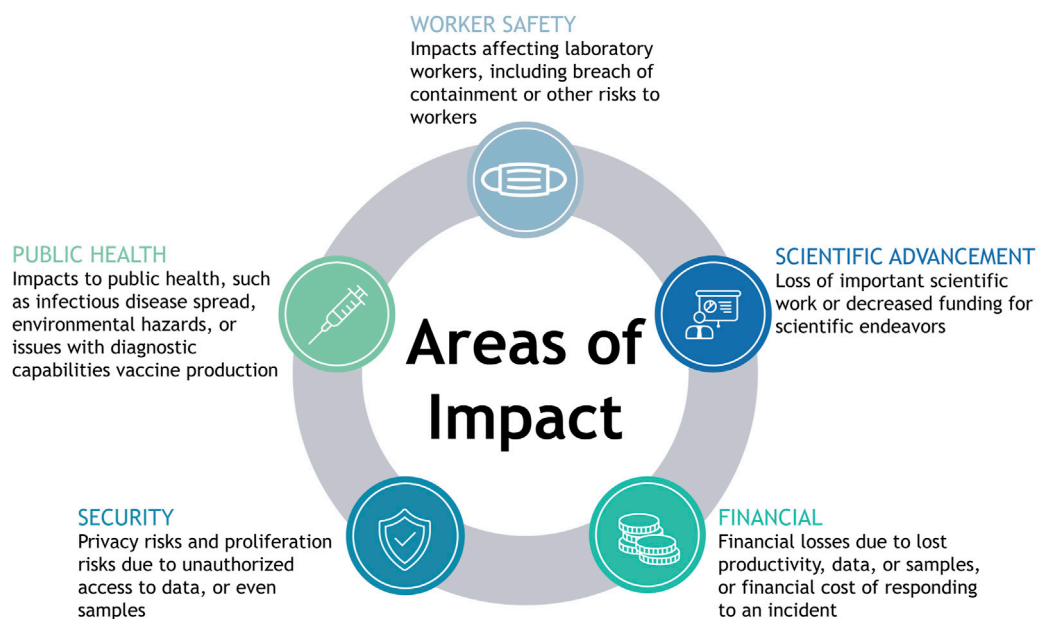 WORKER SAFETY
Impacts affecting laboratory
workers, including breach of
containment or other risks to
workers
PUBLIC HEALTH
Impacts to public health, such
as infectious disease spread,
environmental hazards, or
issues with diagnostic
capabilities vaccine production
SCIENTIFIC ADVANCEMENT
Loss of important scientific
work or decreased funding for
scientific endeavors
Areas of
Impact
SECURITY
Privacy risks and proliferation
risks due to unauthorized
access to data, or even
samples
FINANCIAL
Financial losses due to lost
productivity, data, or samples,
or financial cost of responding
to an incident